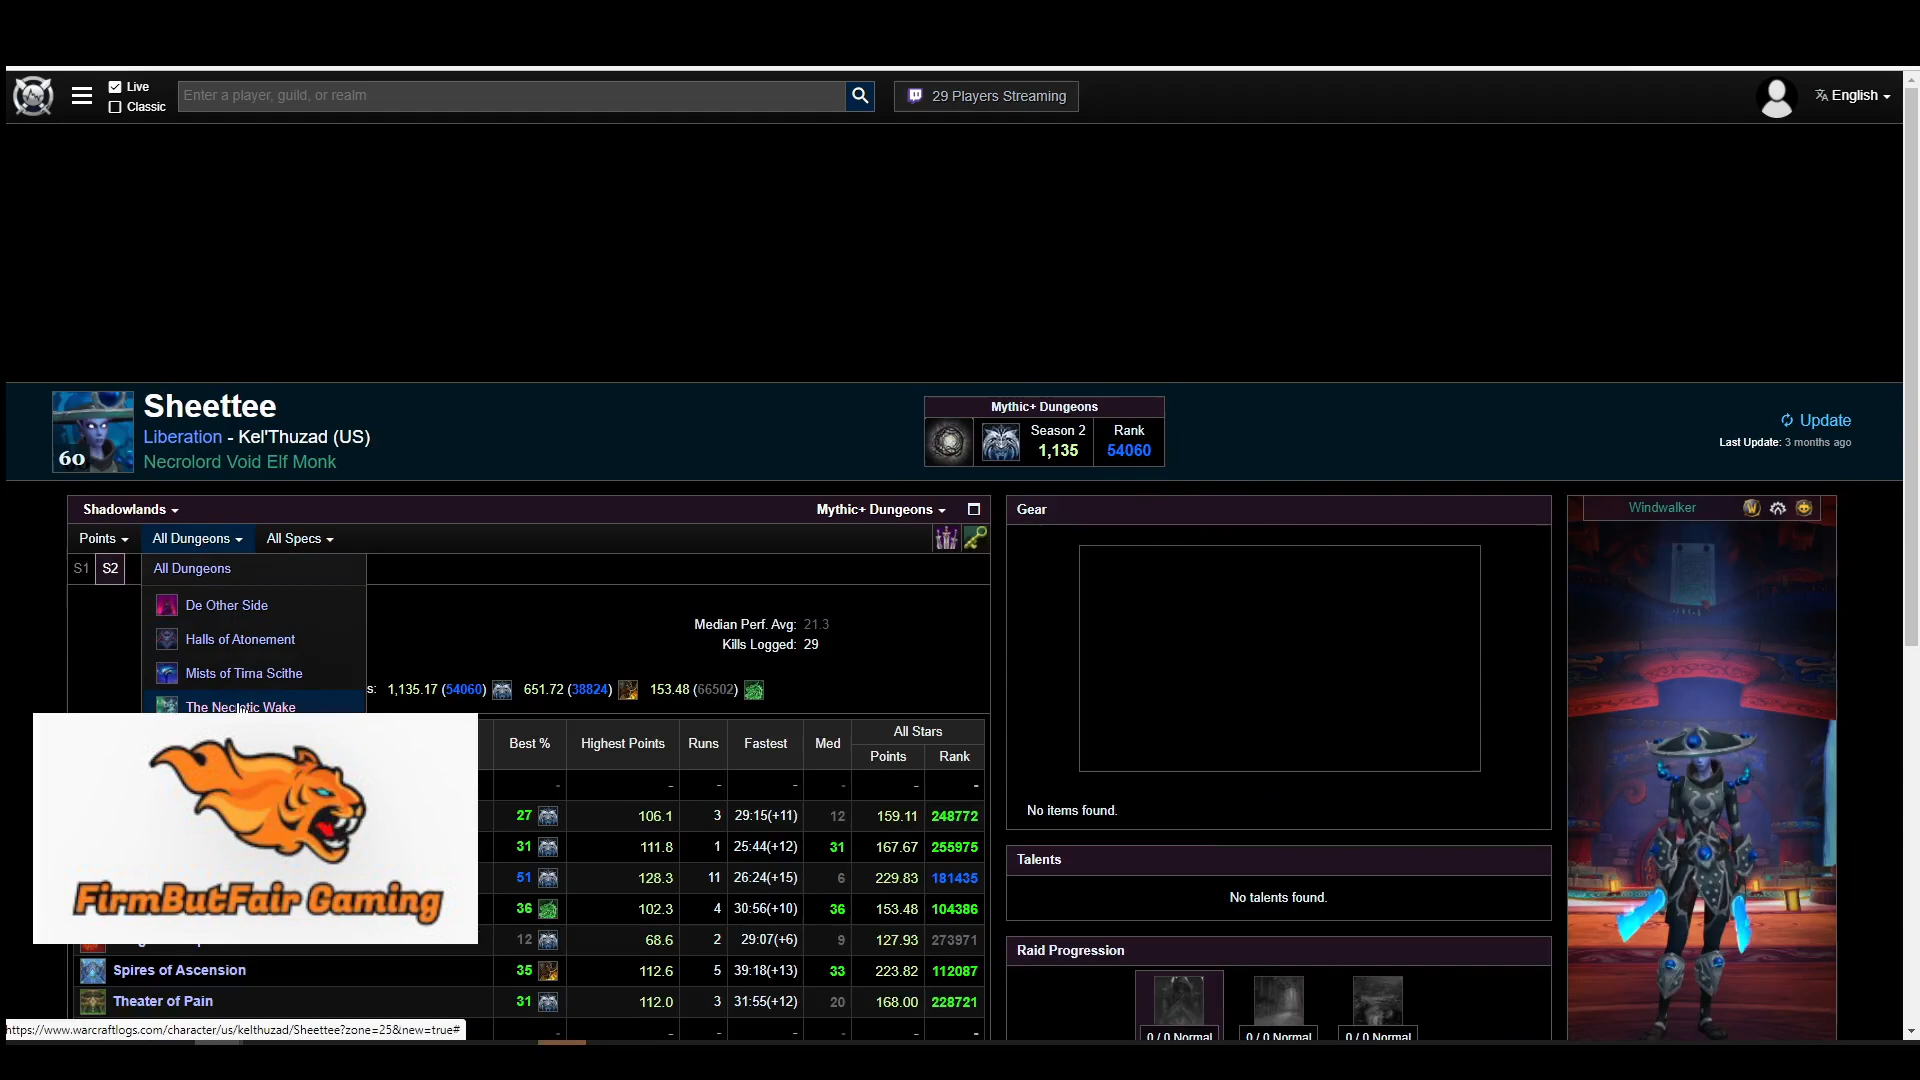 Live
Classic
Enter a player, guild, or realm
29 Players Streaming
English
Sheettee
Liberation - Kel'Thuzad (US)
Necrolord Void Elf Monk
60
Mythic+ Dungeons
Season 2
1,135
Rank
54060
Update
Last Update: 3 months ago
Shadowlands
Mythic+ Dungeons
Points
All Dungeons
All Specs
S1
S2
All Dungeons
De Other Side
Halls of Atonement
Mists of Tirna Scithe
The Necrotic Wake
Median Perf. Avg: 21.3
Kills Logged: 29
s: 1,135.17 (54060) 651.72 (38824) 153.48 (66502)
Best % Highest Points Runs Fastest Med All Stars
Points Rank
- - - - - - -
27 106.1 3 29:15(+11) 12 159.11 248772
31 111.8 1 25:44(+12) 31 167.67 255975
51 128.3 11 26:24(+15) 6 229.83 181435
36 102.3 4 30:56(+10) 36 153.48 104386
12 68.6 2 29:07(+6) 9 127.93 273971
Spires of Ascension 35 112.6 5 39:18(+13) 33 223.82 112087
Theater of Pain 31 112.0 3 31:55(+12) 20 168.00 228721
- - - - - - -
FirmButFair Gaming
https://www.warcraftlogs.com/character/us/kelthuzad/Sheettee?zone=25&new=true#
Gear
No items found.
Talents
No talents found.
Raid Progression
0 / 0 Normal
0 / 0 Normal
0 / 0 Normal
Windwalker